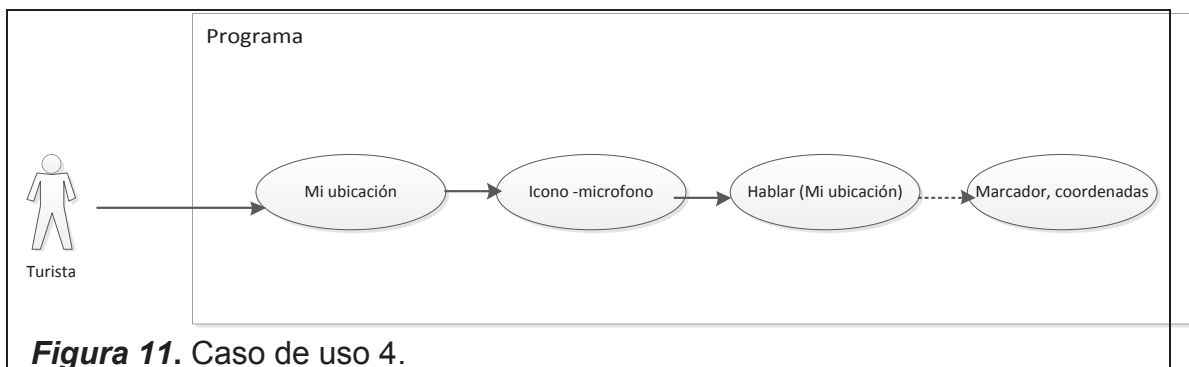 Programa
Mi ubicación
Icono -microfono
Hablar (Mi ubicación)
Marcador, coordenadas
Turista
Figura 11. Caso de uso 4.